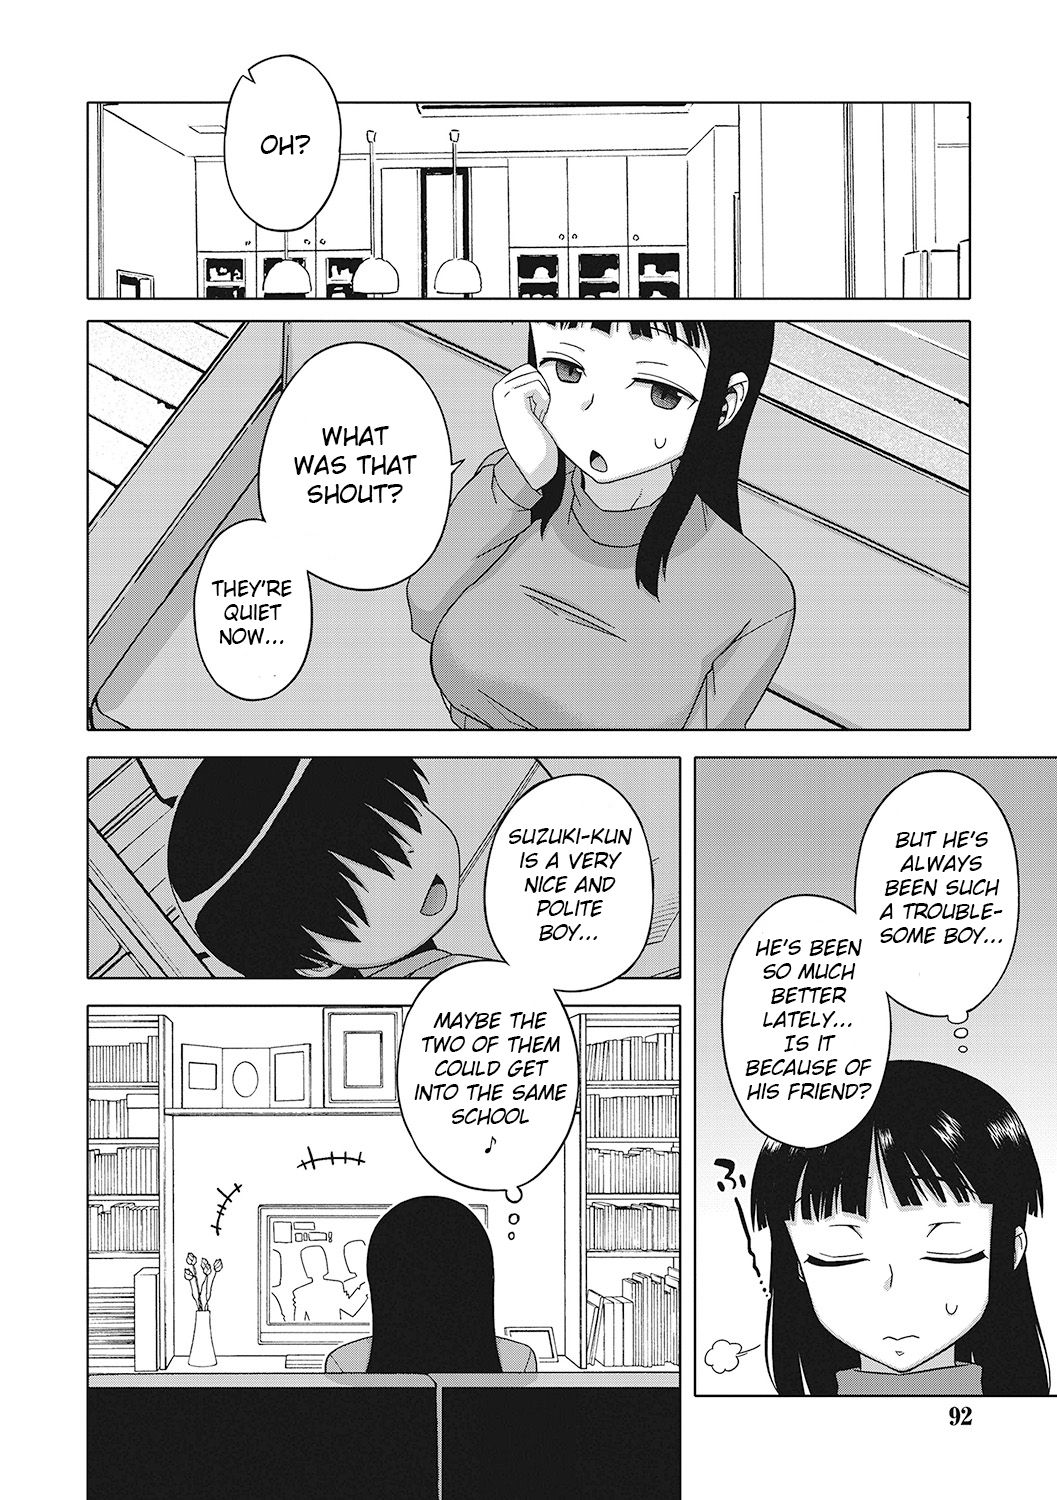 OH?
WHAT
WAS THAT
SHOUT?
THEY'RE
QUIET
NOW...
BUT HE'S
ALWAYS
BEEN SUCH
A TROUBLE-
SOME BOY...
HE'S BEEN
SO MUCH
BETTER
LATELY...
IS IT
BECAUSE OF
HIS FRIEND?
ふぅ
SUZUKI-KUN
IS A VERY
NICE AND
POLITE
BOY...
MAYBE THE
TWO OF THEM
COULD GET
INTO THE SAME
SCHOOL
♪
92